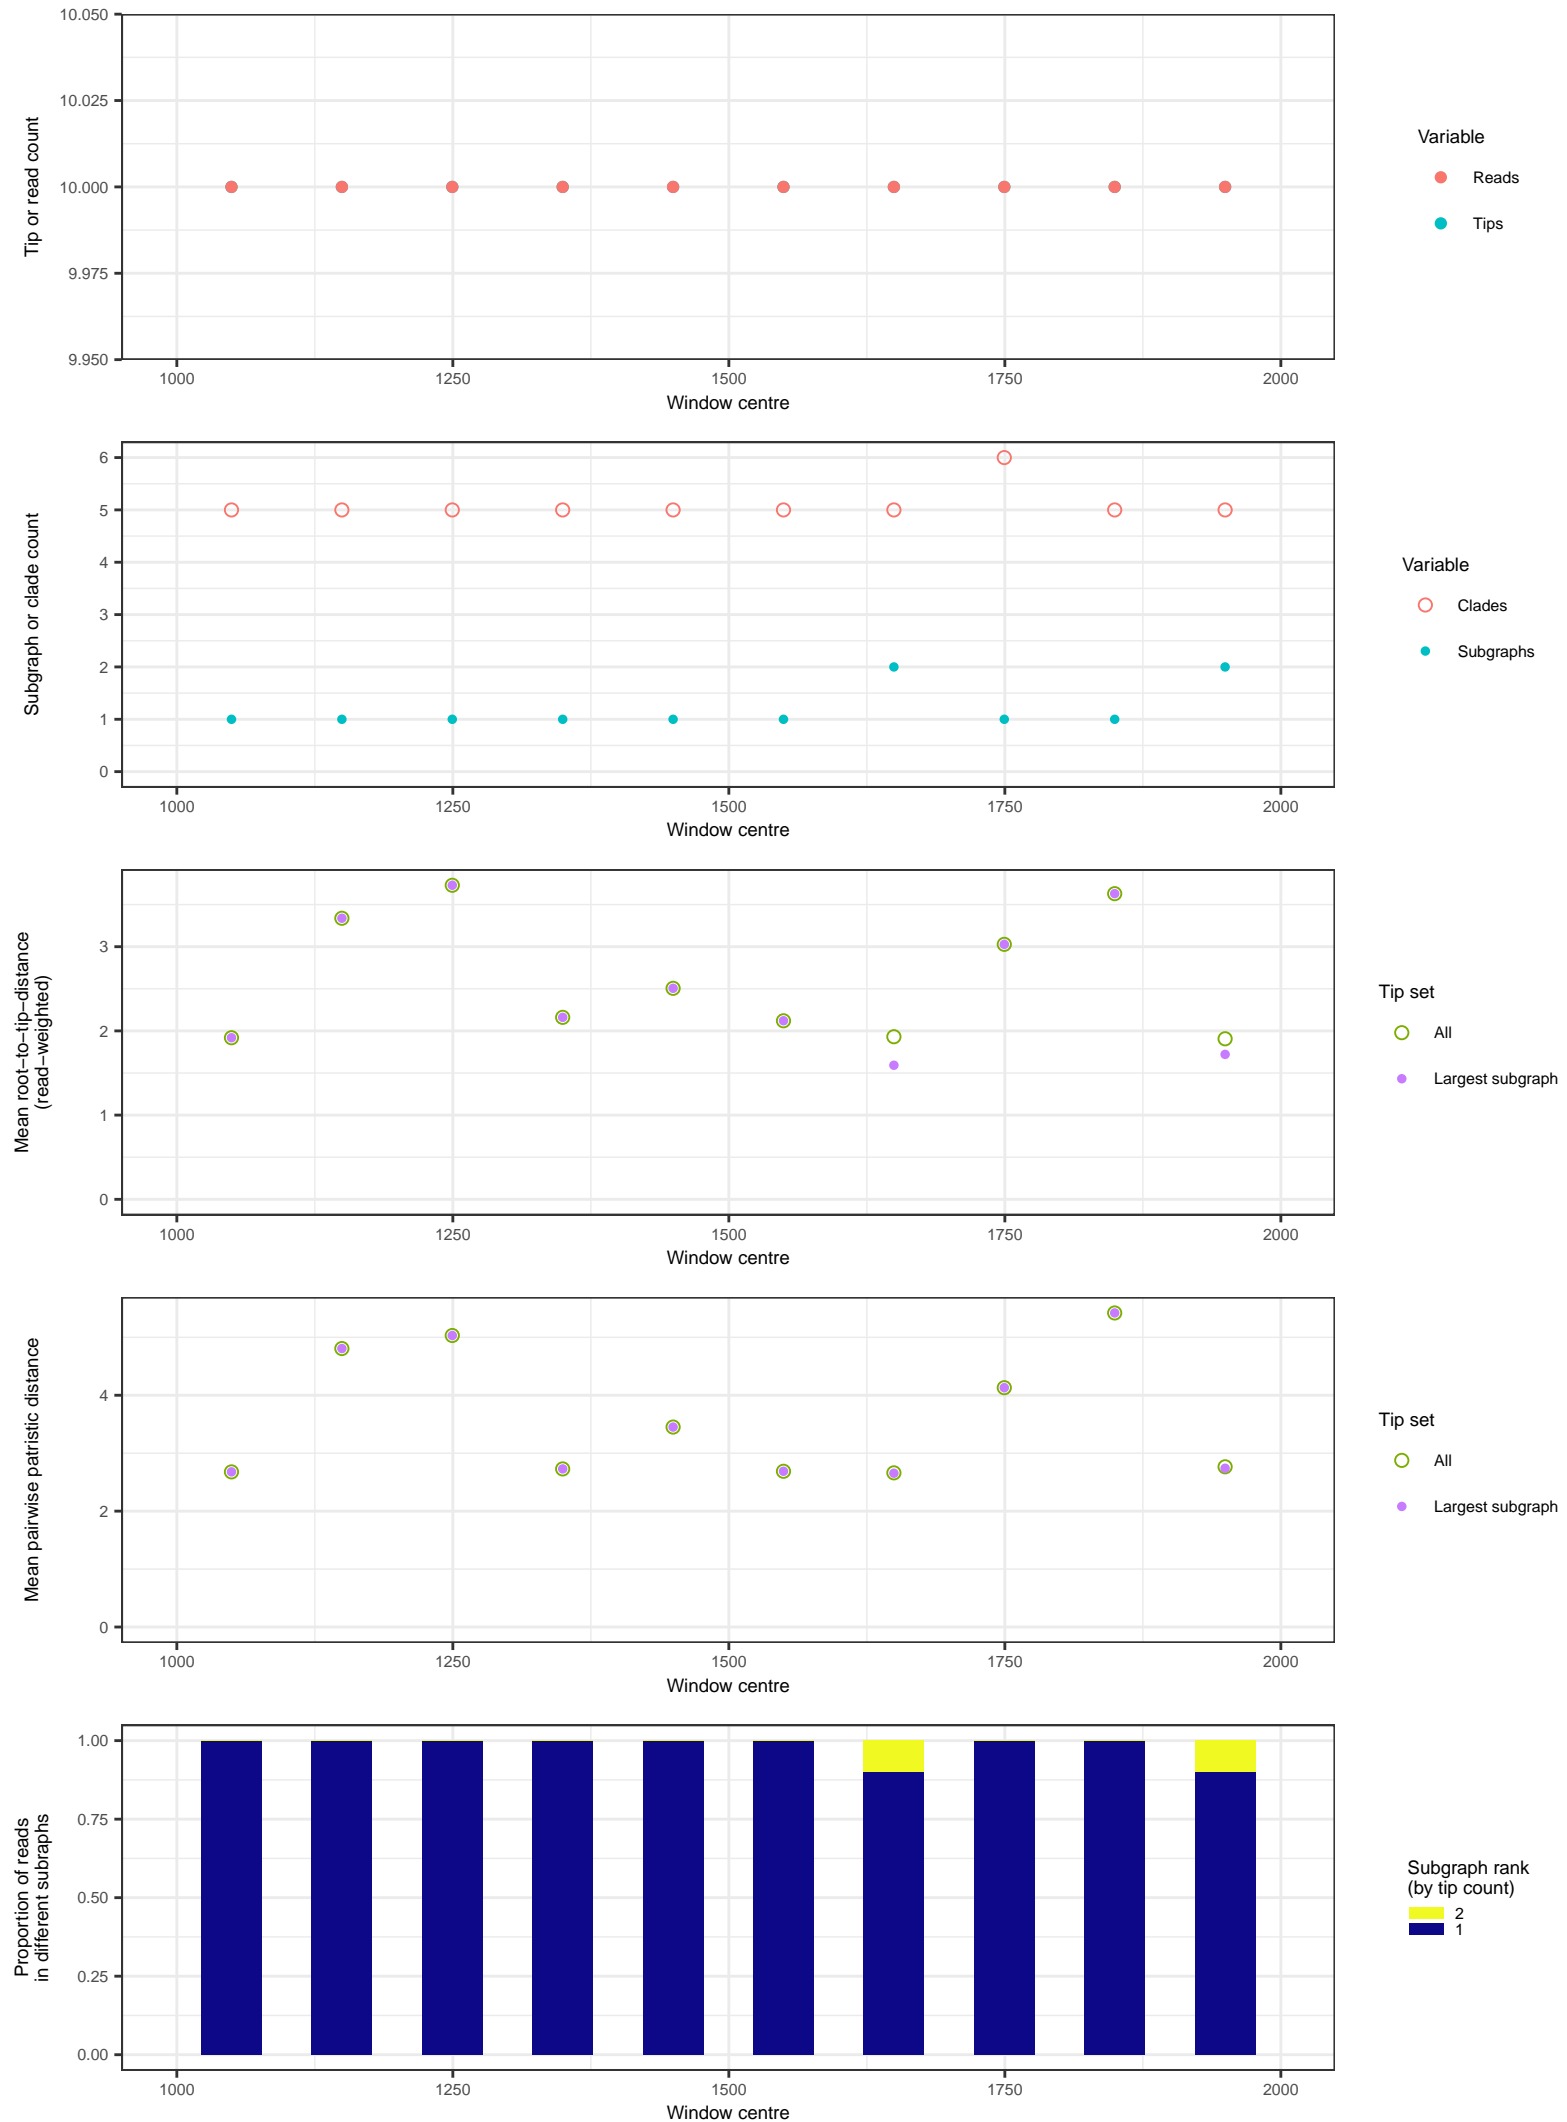 10.050
10.025
10.000
9.975
9.950
Tip or read count
1000 1250 1500 1750 2000
Window centre
Variable
Reads
Tips
6
5
4
3
2
1
0
Subgraph or clade count
1000 1250 1500 1750 2000
Window centre
Variable
Clades
Subgraphs
3
2
1
0
Mean root−to−tip−distance
(read−weighted)
1000 1250 1500 1750 2000
Window centre
Tip set
All
Largest subgraph
4
2
0
Mean pairwise patristic distance
1000 1250 1500 1750 2000
Window centre
Tip set
All
Largest subgraph
1.00
0.75
0.50
0.25
0.00
Proportion of reads
in different subraphs
1000 1250 1500 1750 2000
Window centre
Subgraph rank
(by tip count)
2
1